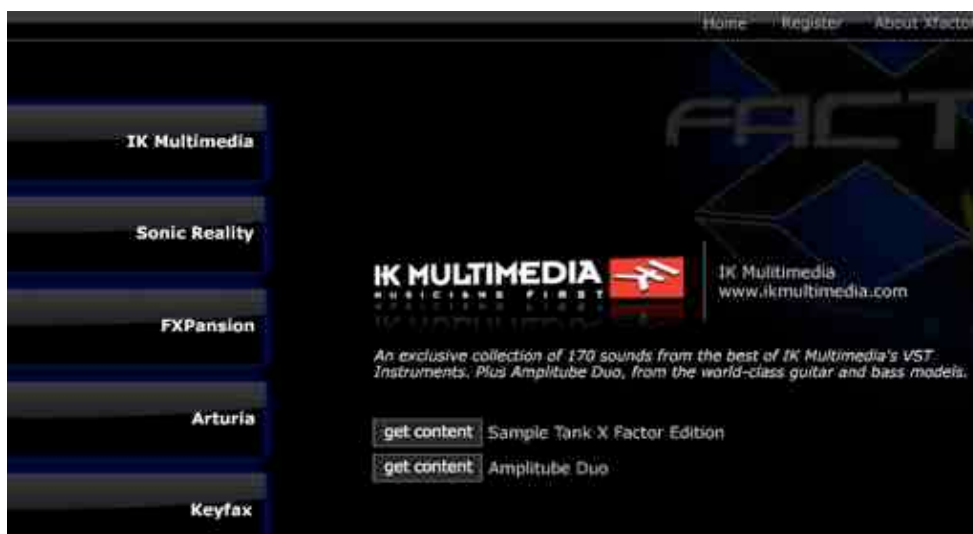 Home Register About Xfactor
FACT
IK Multimedia
Sonic Reality
FXPansion
Arturia
Keyfax
IK MULTIMEDIA
MUSICIANS FIRST
IK Mulitimedia
www.ikmultimedia.com
An exclusive collection of 170 sounds from the best of IK Multimedia's VST
Instruments. Plus Amplitube Duo, from the world-class guitar and bass models.
get content Sample Tank X Factor Edition
get content Amplitube Duo